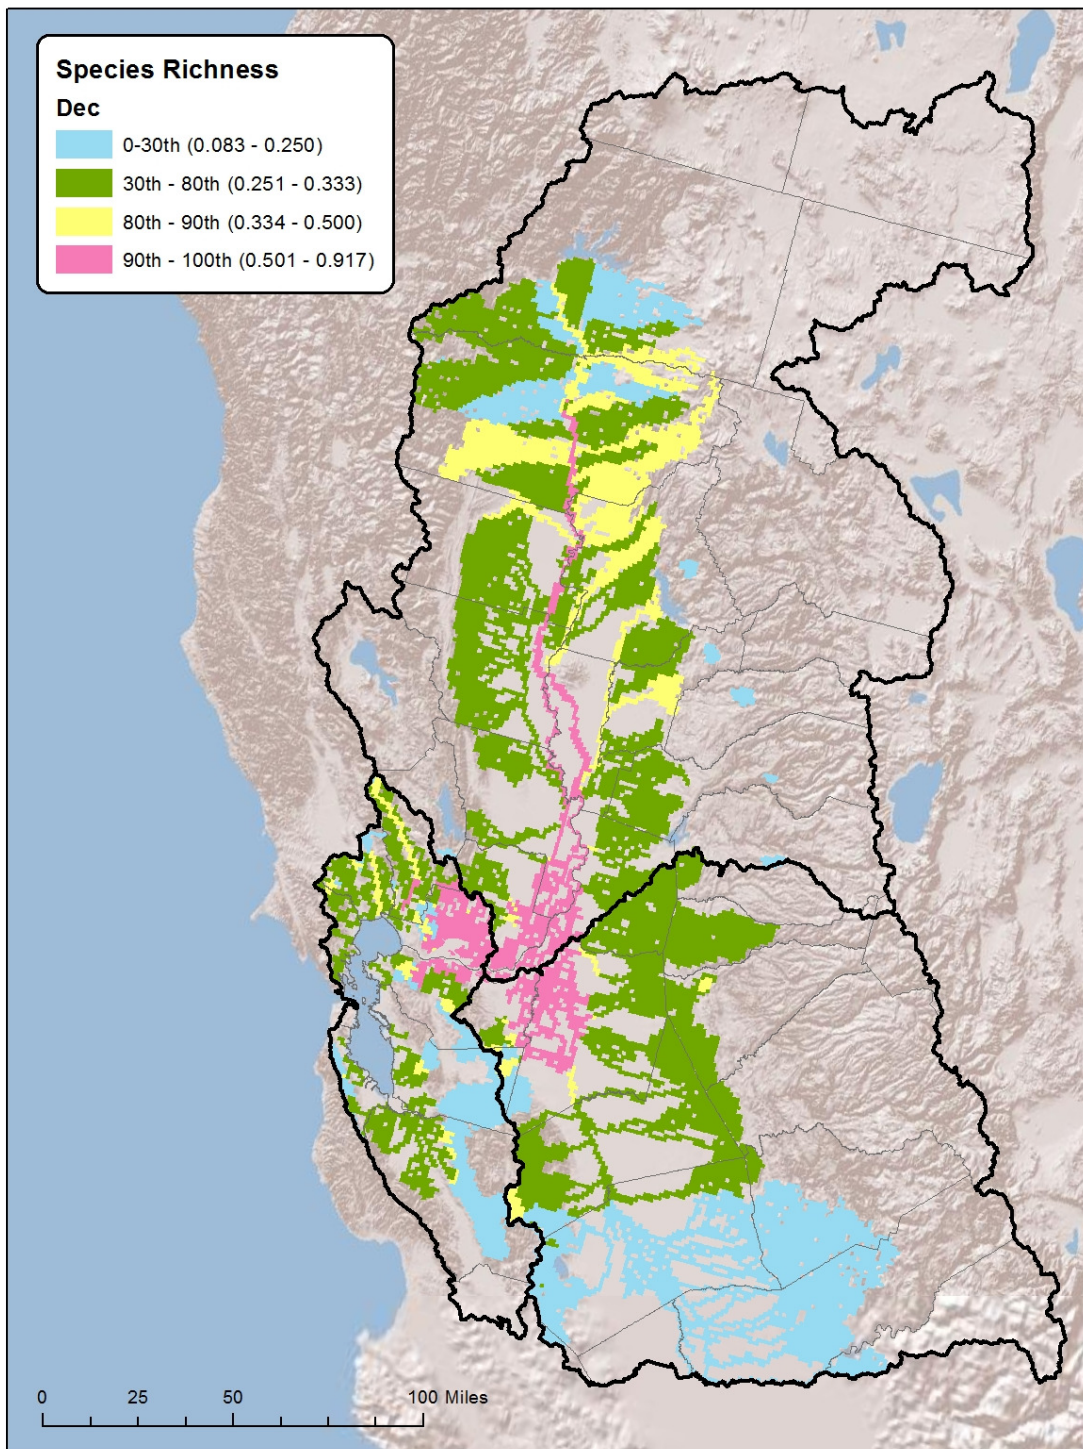 Species Richness
Dec
0-30th (0.083 - 0.250)
30th - 80th (0.251 - 0.333)
80th - 90th (0.334 - 0.500)
90th - 100th (0.501 - 0.917)
0 25 50 100 Miles